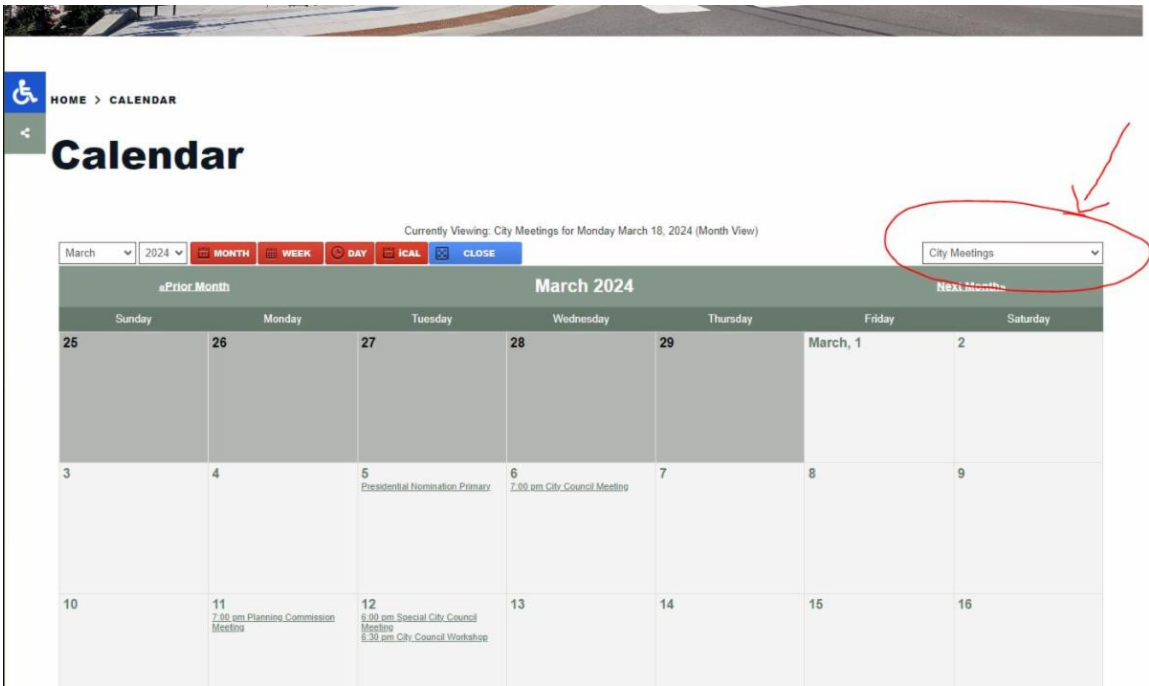 HOME > CALENDAR
Calendar
Currently Viewing: City Meetings for Monday March 18, 2024 (Month View)
March 2024 MONTH WEEK DAY iCAL CLOSE City Meetings
«Prior Month March 2024 Next Month»
Sunday Monday Tuesday Wednesday Thursday Friday Saturday
25 26 27 28 29 March, 1 2
3 4 5 6 7 8 9
Presidential Nomination Primary 7:00 pm City Council Meeting
10 11 12 13 14 15 16
7:00 pm Planning Commission 6:00 pm Special City Council
Meeting Meeting
6:30 pm City Council Workshop